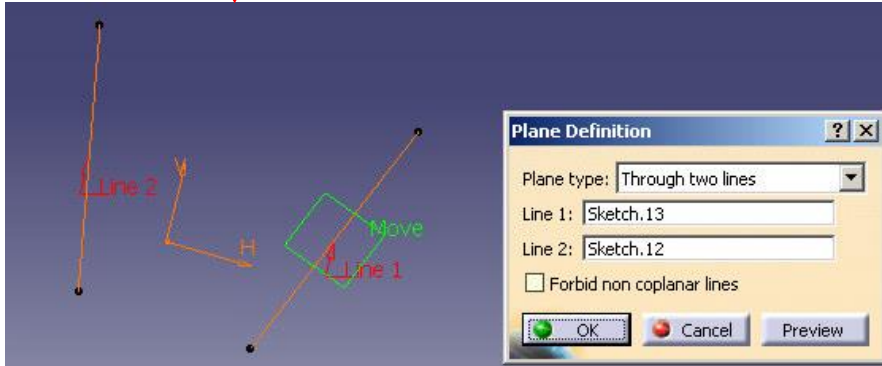 Line 2
V
H
Move
Line 1
Plane Definition
Plane type: Through two lines
Line 1: Sketch.13
Line 2: Sketch.12
Forbid non coplanar lines
OK Cancel Preview